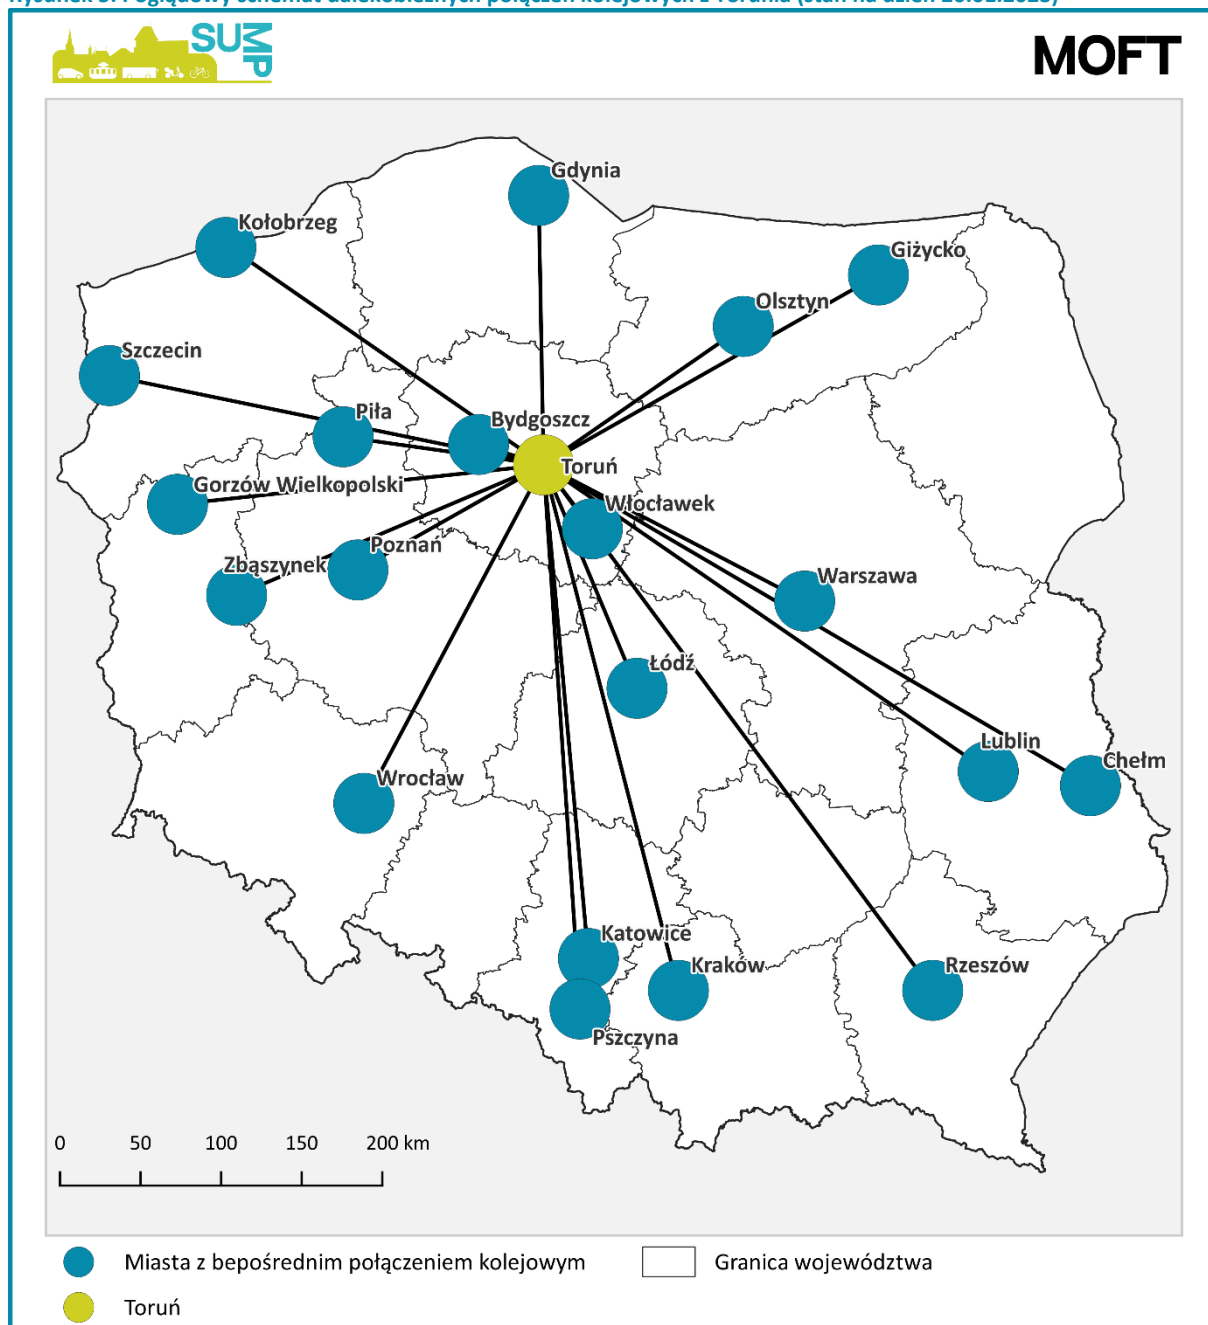 SUMP
MOFT
Gdynia
Kołobrzeg
Giżycko
Olsztyn
Szczecin
Piła
Bydgoszcz
Toruń
Gorzów Wielkopolski
Włocławek
Poznań
Zbąszynek
Warszawa
Łódź
Lublin
Chełm
Wrocław
Katowice
Kraków
Rzeszów
Pszczyna
0 50 100 150 200 km
Miasta z bepośrednim połączeniem kolejowym
Granica województwa
Toruń